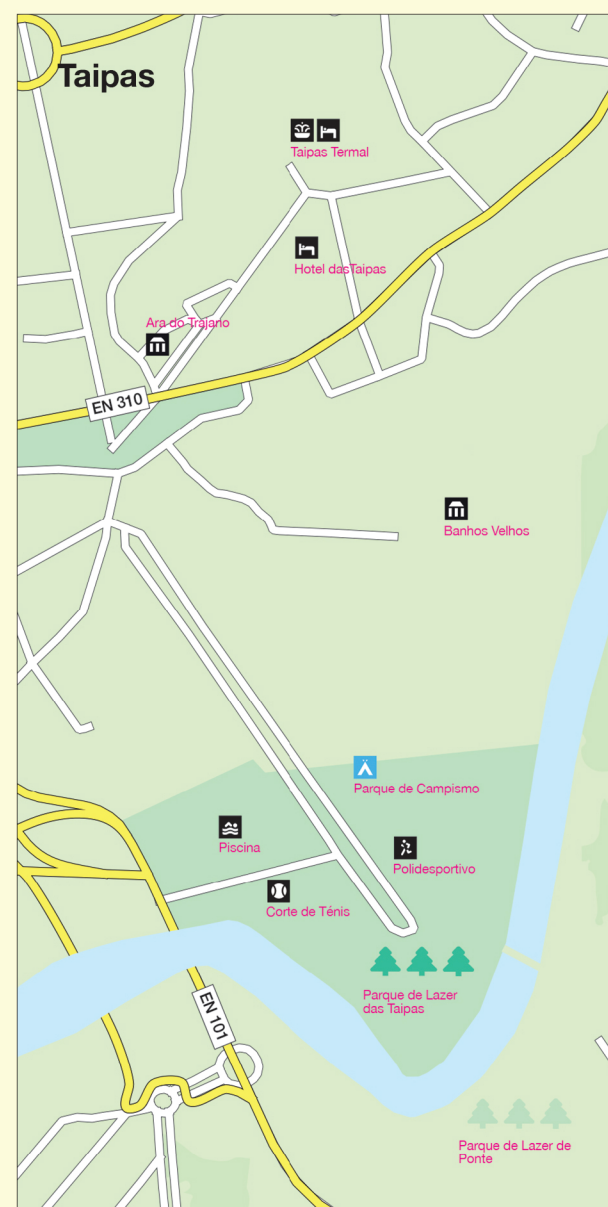 Taipas
Taipas Termal
Hotel dasTaipas
Ara do Trajano
EN 310
Banhos Velhos
Parque de Campismo
Piscina
Polidesportivo
Corte de Ténis
Parque de Lazer
das Taipas
EN 101
Parque de Lazer de
Ponte